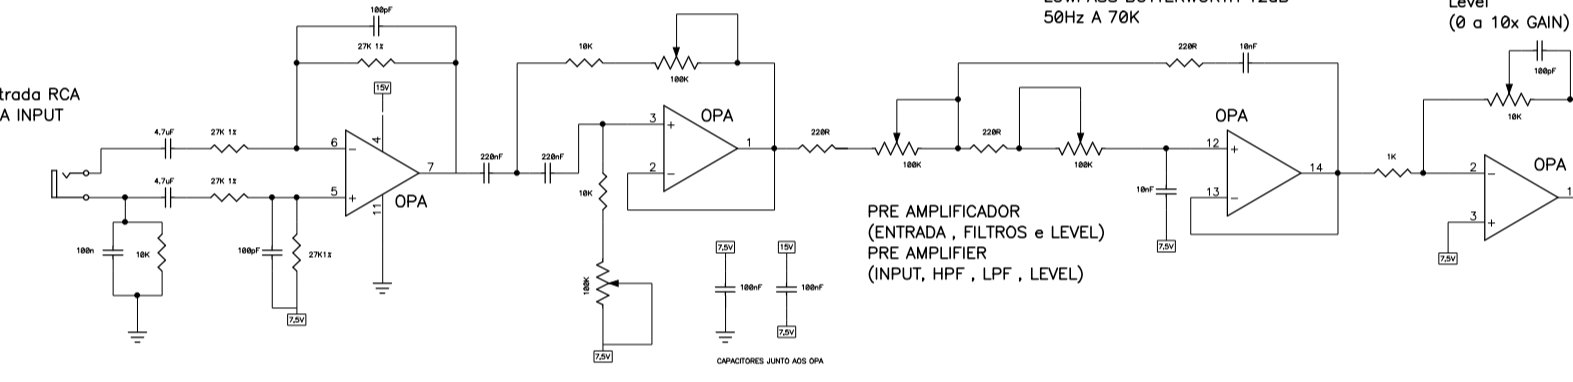 50Hz A 70K
(0 a 10x GAIN)
trada RCA
A INPUT
100pF
27K 1%
4.7uF
27K 1%
6
-
15V
4
7
4.7uF
27K 1%
5
+
11
OPA
100n
10K
100pF
27K1%
7,5V
220nF
220nF
10K
100K
3
+
OPA
1
2
-
10K
100K
7,5V
7,5V
100nF
15V
100nF
7,5V
CAPACITORES JUNTO AOS OPA
220R
100K
220R
100K
220R
10nF
10nF
7,5V
OPA
12
+
14
13
-
PRE AMPLIFICADOR
(ENTRADA , FILTROS e LEVEL)
PRE AMPLIFIER
(INPUT, HPF , LPF , LEVEL)
1K
100pF
10K
2
-
OPA
3
+
1
7,5V